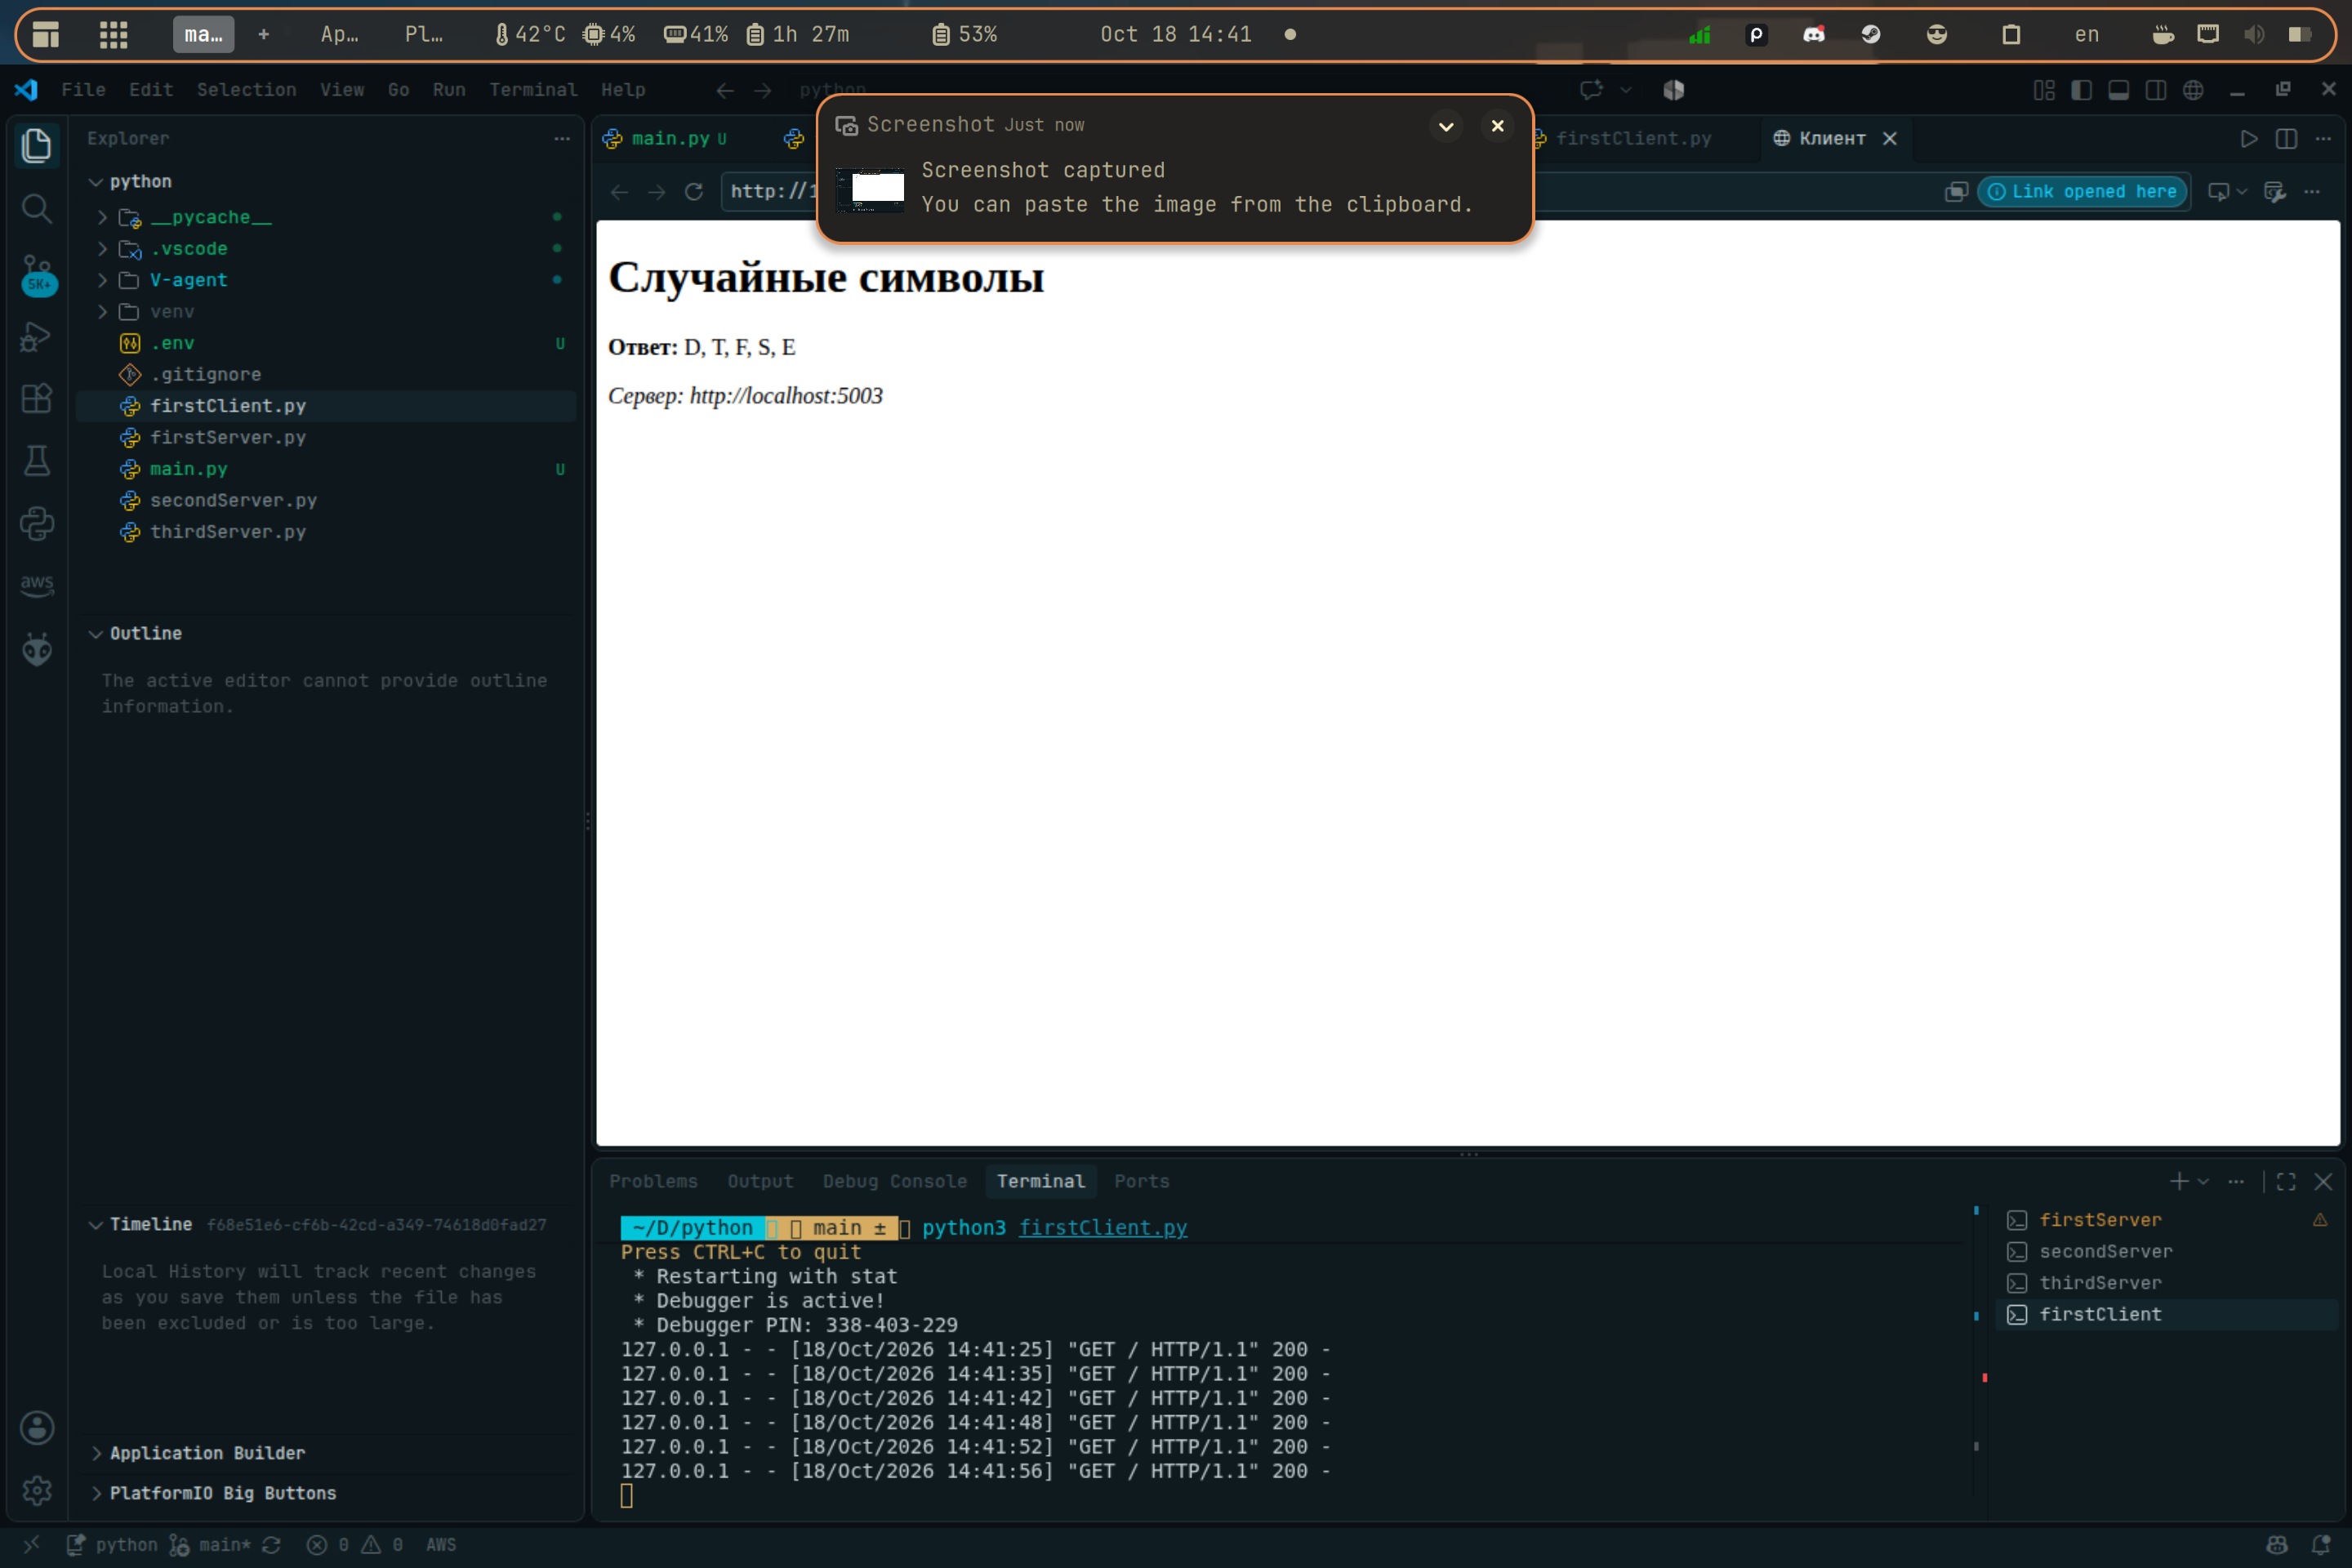 ma… + Ap… Pl… 42°C 4% 41% 1h 27m 53% Oct 18 14:41 en
File Edit Selection View Go Run Terminal Help python
Explorer
main.py U
firstClient.py
Клиент
http://1
Link opened here
Screenshot Just now
Screenshot captured
You can paste the image from the clipboard.
python
__pycache__
.vscode
V-agent
venv
.env U
.gitignore
firstClient.py
firstServer.py
main.py U
secondServer.py
thirdServer.py
5K+
aws
Outline
The active editor cannot provide outline
information.
Timeline f68e51e6-cf6b-42cd-a349-74618d0fad27
Local History will track recent changes
as you save them unless the file has
been excluded or is too large.
Application Builder
PlatformIO Big Buttons
Случайные символы
Ответ: D, T, F, S, E
Сервер: http://localhost:5003
Problems Output Debug Console Terminal Ports
~/D/python main ± python3 firstClient.py
Press CTRL+C to quit
* Restarting with stat
* Debugger is active!
* Debugger PIN: 338-403-229
127.0.0.1 - - [18/Oct/2026 14:41:25] "GET / HTTP/1.1" 200 -
127.0.0.1 - - [18/Oct/2026 14:41:35] "GET / HTTP/1.1" 200 -
127.0.0.1 - - [18/Oct/2026 14:41:42] "GET / HTTP/1.1" 200 -
127.0.0.1 - - [18/Oct/2026 14:41:48] "GET / HTTP/1.1" 200 -
127.0.0.1 - - [18/Oct/2026 14:41:52] "GET / HTTP/1.1" 200 -
127.0.0.1 - - [18/Oct/2026 14:41:56] "GET / HTTP/1.1" 200 -
firstServer
secondServer
thirdServer
firstClient
python main* 0 0 AWS